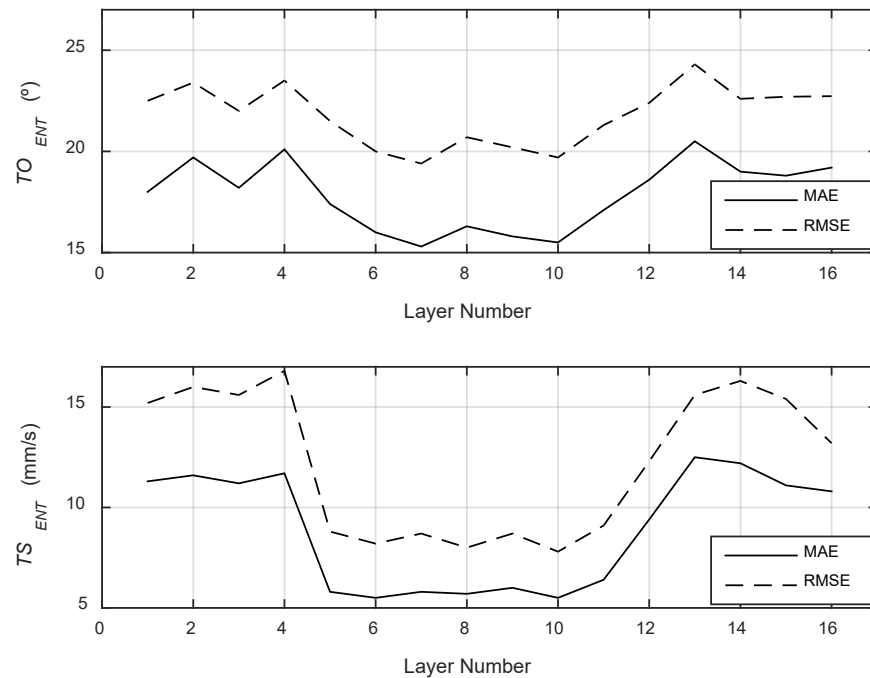 25
20
15
TO ENT (º)
0 2 4 6 8 10 12 14 16
Layer Number
MAE
RMSE
15
10
5
TS ENT (mm/s)
0 2 4 6 8 10 12 14 16
Layer Number
MAE
RMSE